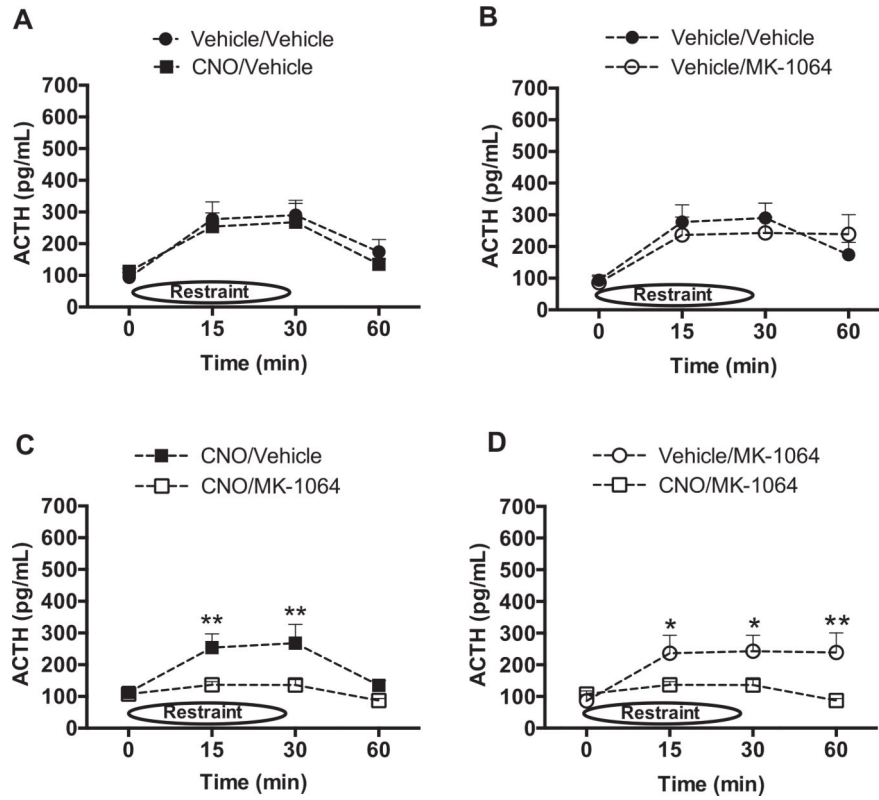 A
Vehicle/Vehicle
CNO/Vehicle
ACTH (pg/mL)
700
600
500
400
300
200
100
0
Restraint
0 15 30 60
Time (min)
B
Vehicle/Vehicle
Vehicle/MK-1064
ACTH (pg/mL)
700
600
500
400
300
200
100
0
Restraint
0 15 30 60
Time (min)
C
CNO/Vehicle
CNO/MK-1064
ACTH (pg/mL)
700
600
500
400
300
200
100
0
** **
Restraint
0 15 30 60
Time (min)
D
Vehicle/MK-1064
CNO/MK-1064
ACTH (pg/mL)
700
600
500
400
300
200
100
0
* * **
Restraint
0 15 30 60
Time (min)